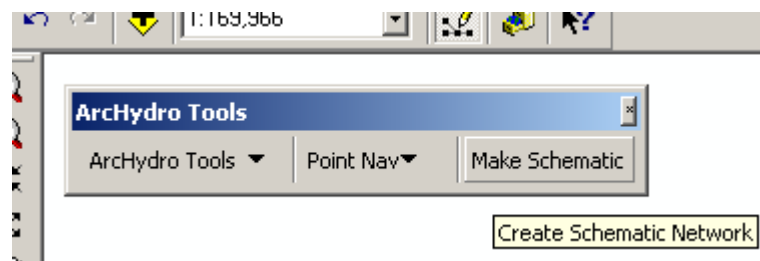 1:169,966
ArcHydro Tools
ArcHydro Tools Point Nav Make Schematic
Create Schematic Network